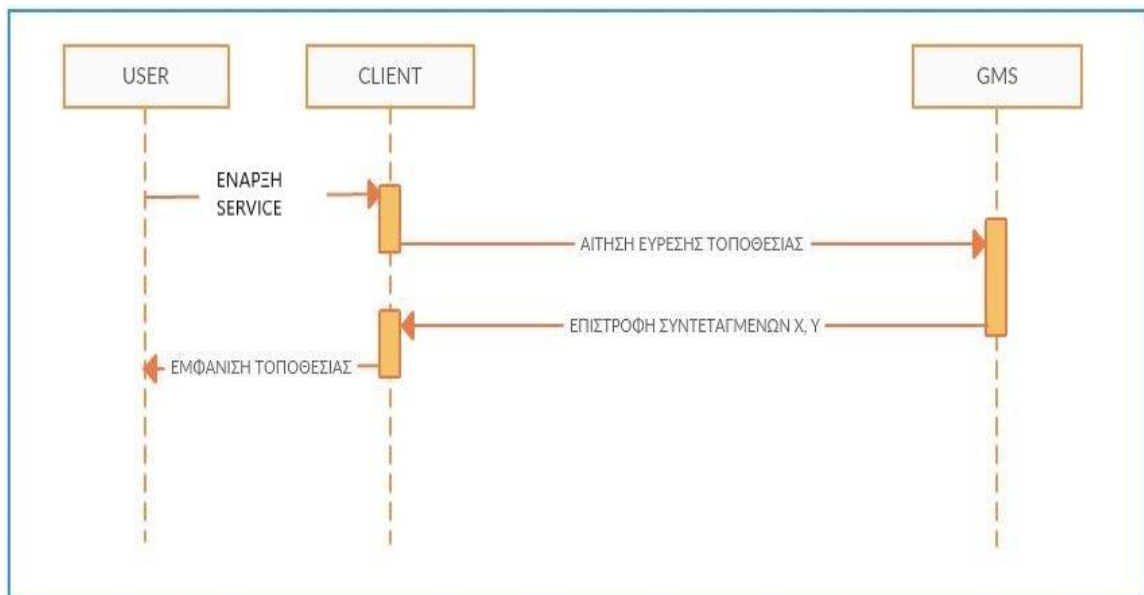 USER
CLIENT
GMS
ΕΝΑΡΞΗ
SERVICE
ΑΙΤΗΣΗ ΕΥΡΕΣΗΣ ΤΟΠΟΘΕΣΙΑΣ
ΕΠΙΣΤΡΟΦΗ ΣΥΝΤΕΤΑΓΜΕΝΩΝ Χ, Υ
ΕΜΦΑΝΙΣΗ ΤΟΠΟΘΕΣΙΑΣ